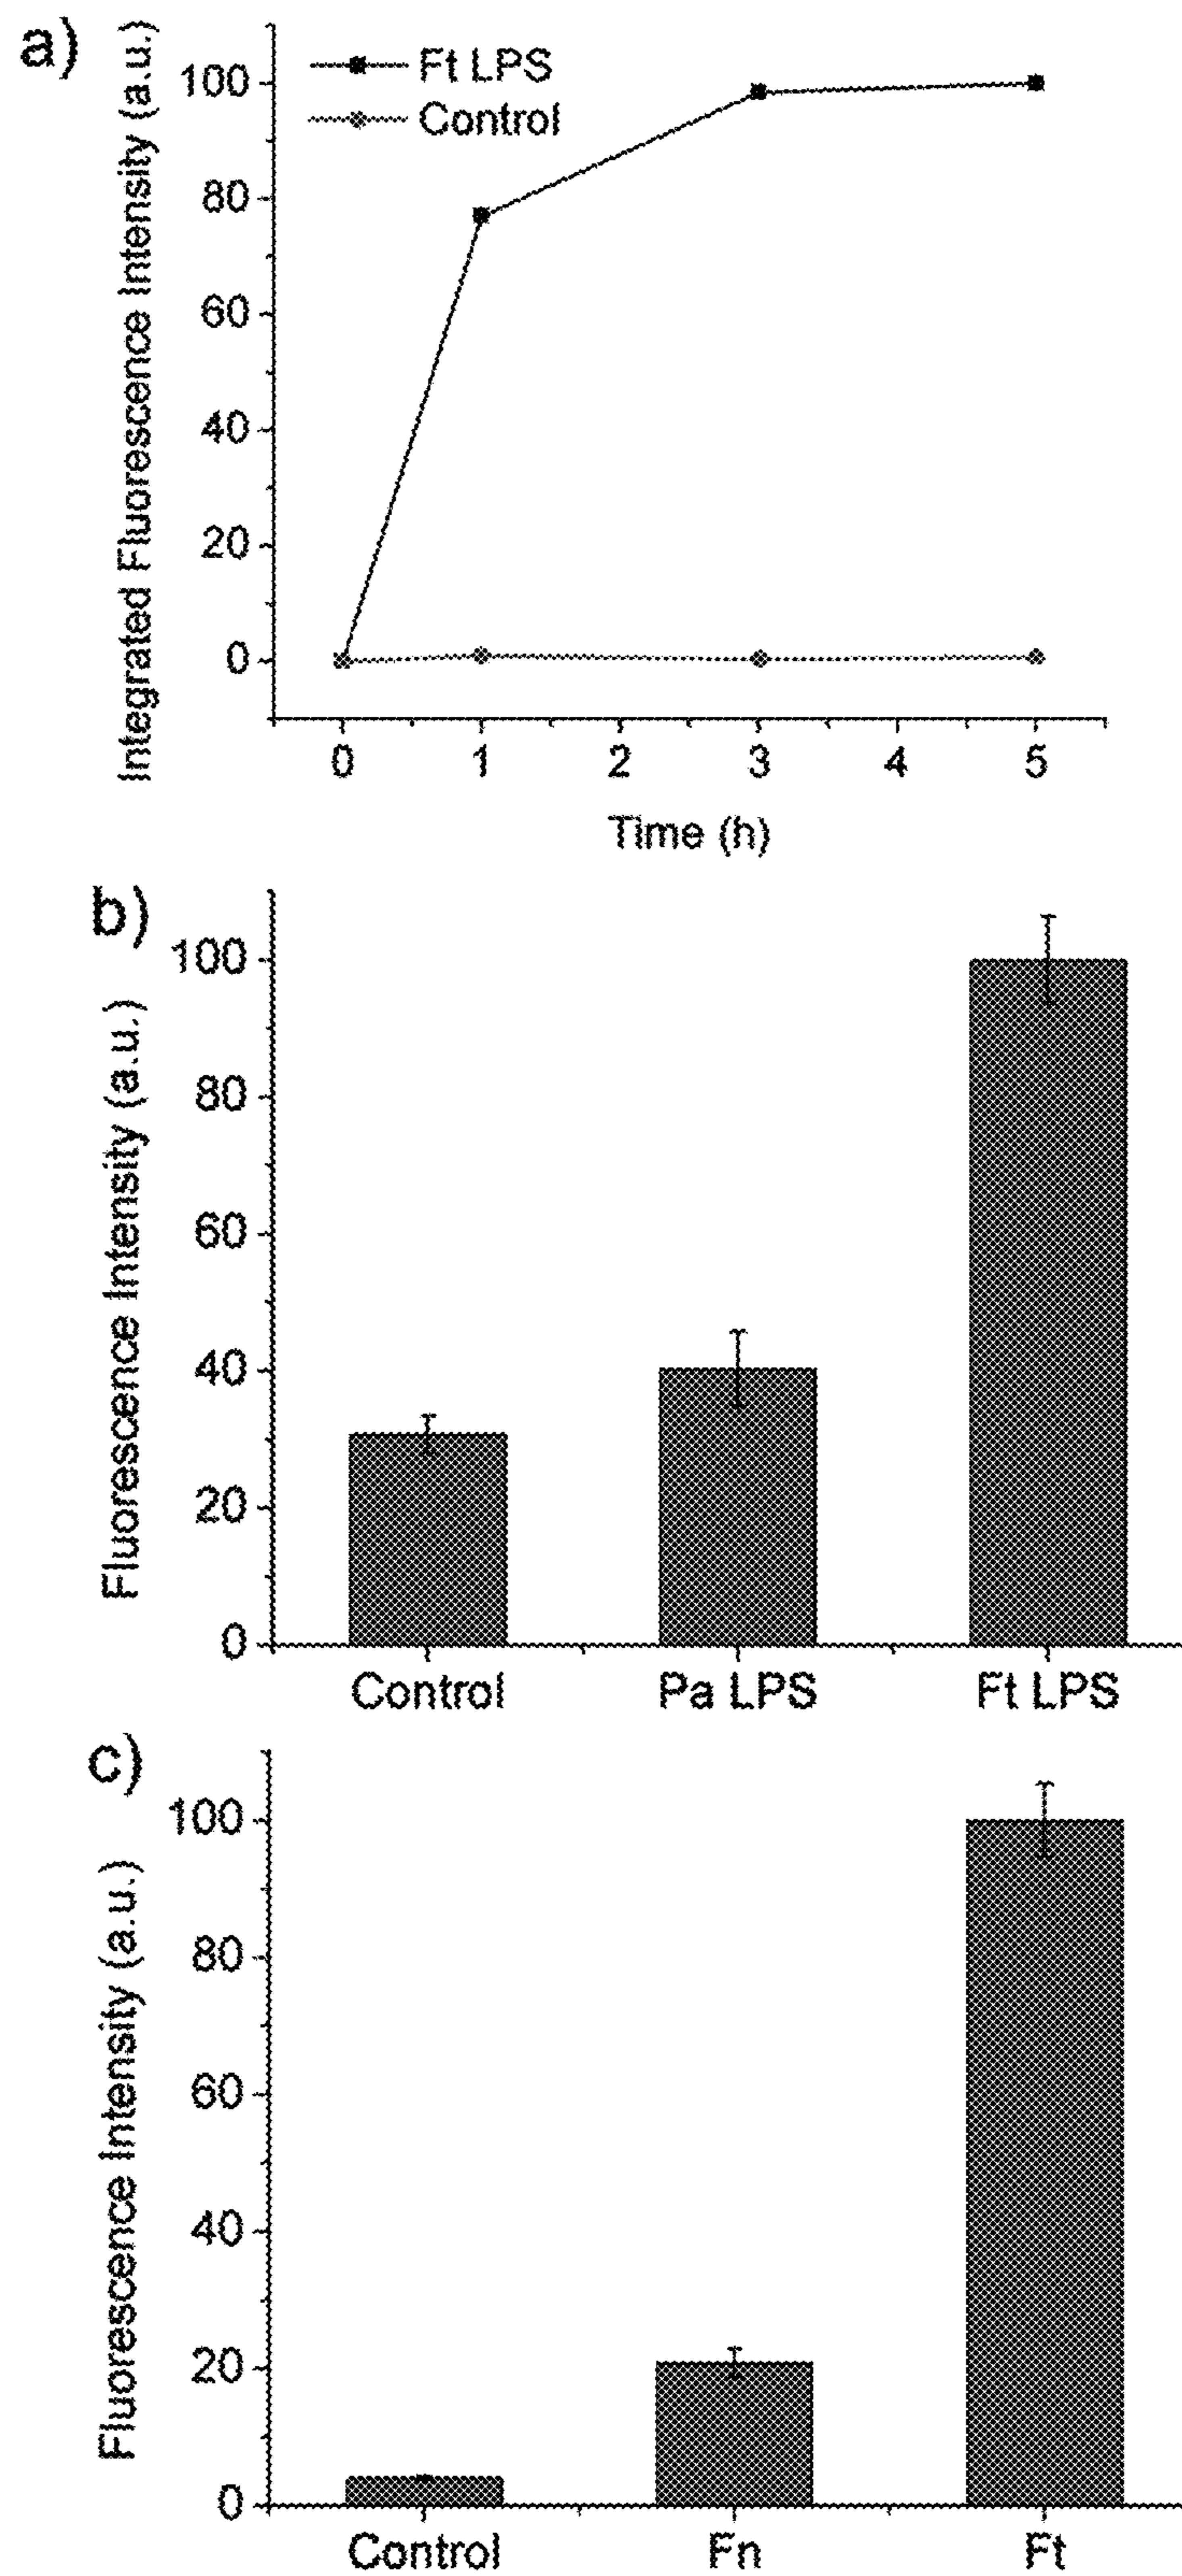 a)
Integrated Fluorescence Intensity (a.u.)
100
80
60
40
20
0
Ft LPS
Control
0 1 2 3 4 5
Time (h)
b)
Fluorescence Intensity (a.u.)
100
80
60
40
20
0
Control Pa LPS Ft LPS
c)
Fluorescence Intensity (a.u.)
100
80
60
40
20
0
Control Fn Ft